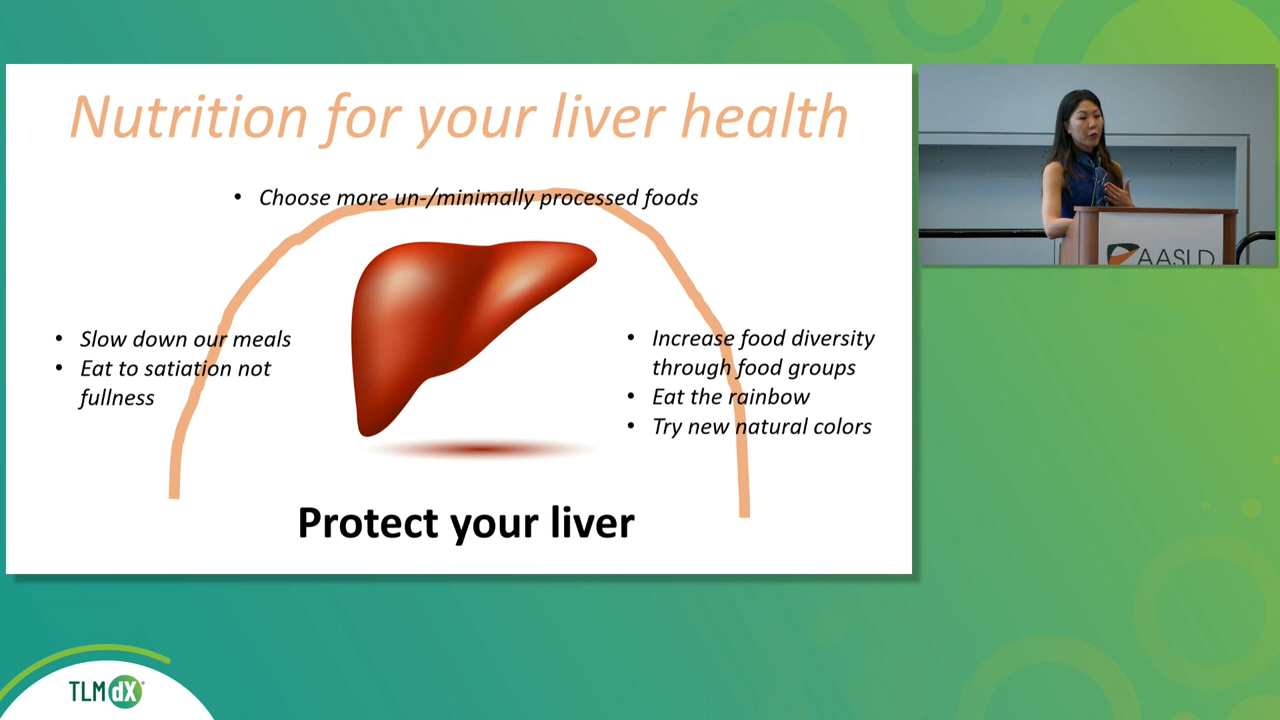 Nutrition for your liver health
• Choose more un-/minimally processed foods
• Slow down our meals
• Eat to satiation not
fullness
• Increase food diversity
through food groups
• Eat the rainbow
• Try new natural colors
Protect your liver
AASLD
TLMdX